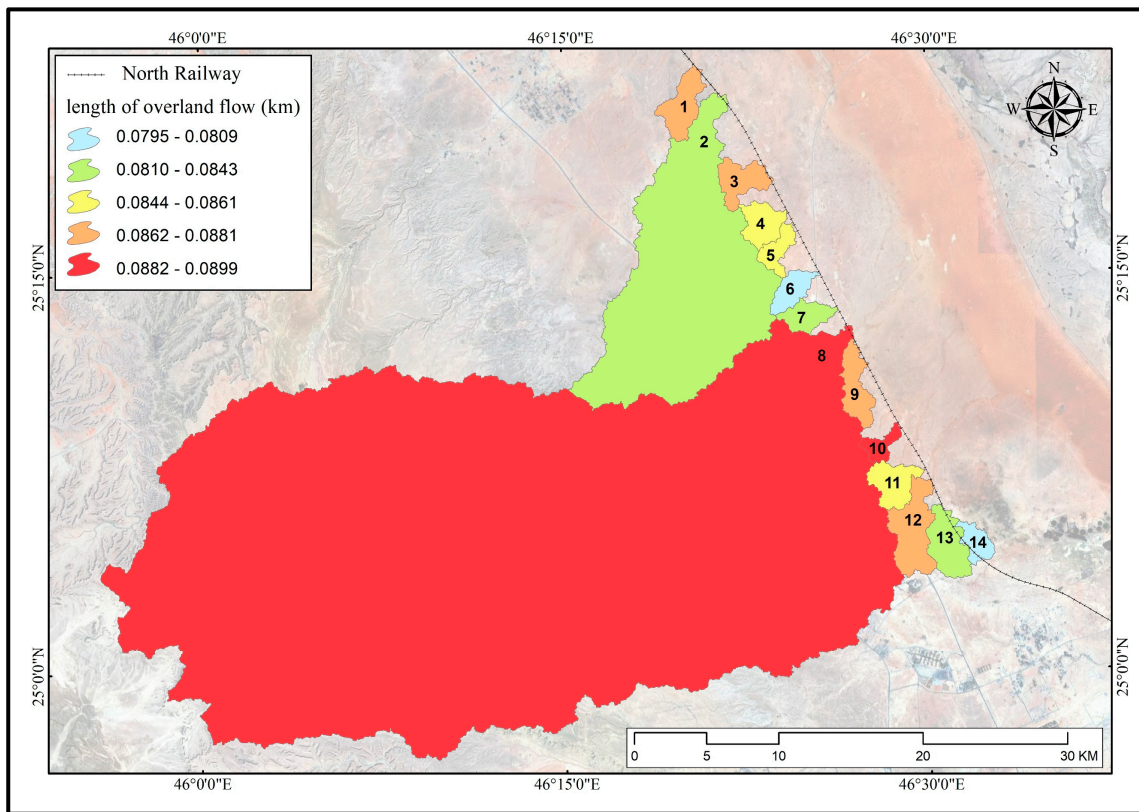 46°0'0"E 46°15'0"E 46°30'0"E
North Railway
length of overland flow (km)
0.0795 - 0.0809
0.0810 - 0.0843
0.0844 - 0.0861
0.0862 - 0.0881
0.0882 - 0.0899
N
W E
S
1
2
3
4
5
6
7
8
9
10
11
12
13
14
25°15'0"N 25°15'0"N
25°0'0"N 25°0'0"N
0 5 10 20 30 KM
46°0'0"E 46°15'0"E 46°30'0"E